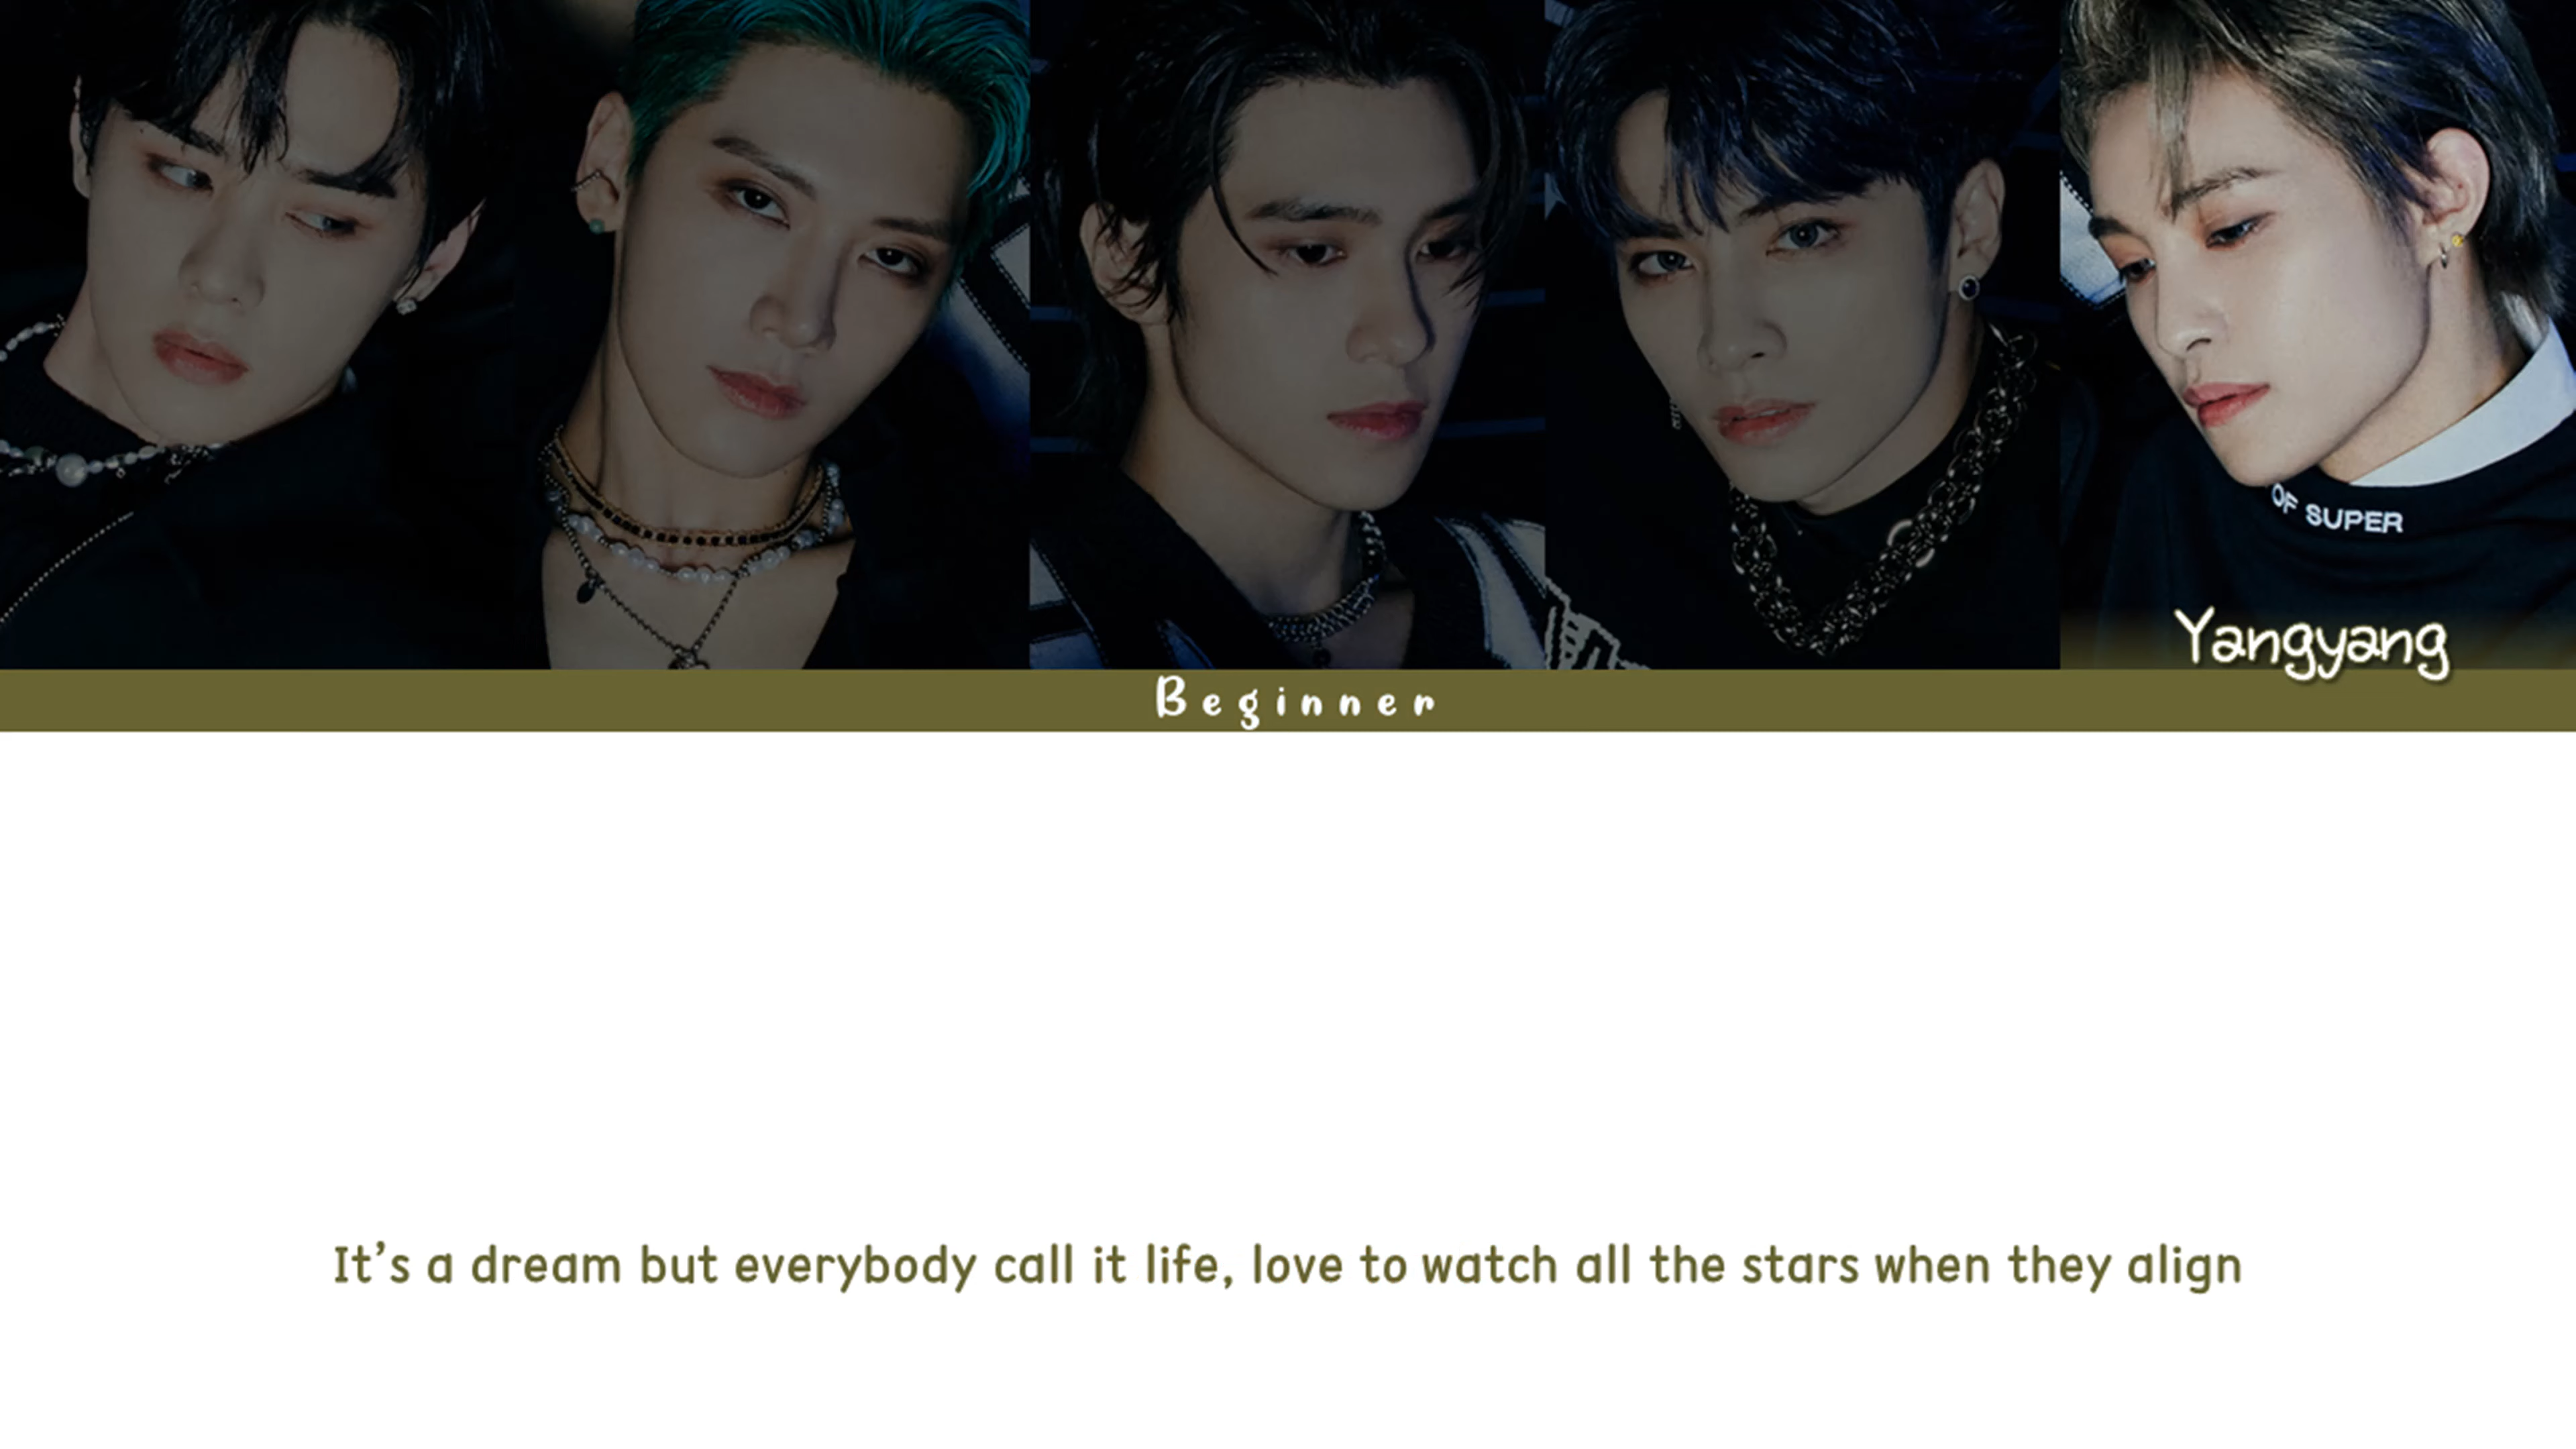 OF SUPER
Yangyang
Beginner
It's a dream but everybody call it life, love to watch all the stars when they align